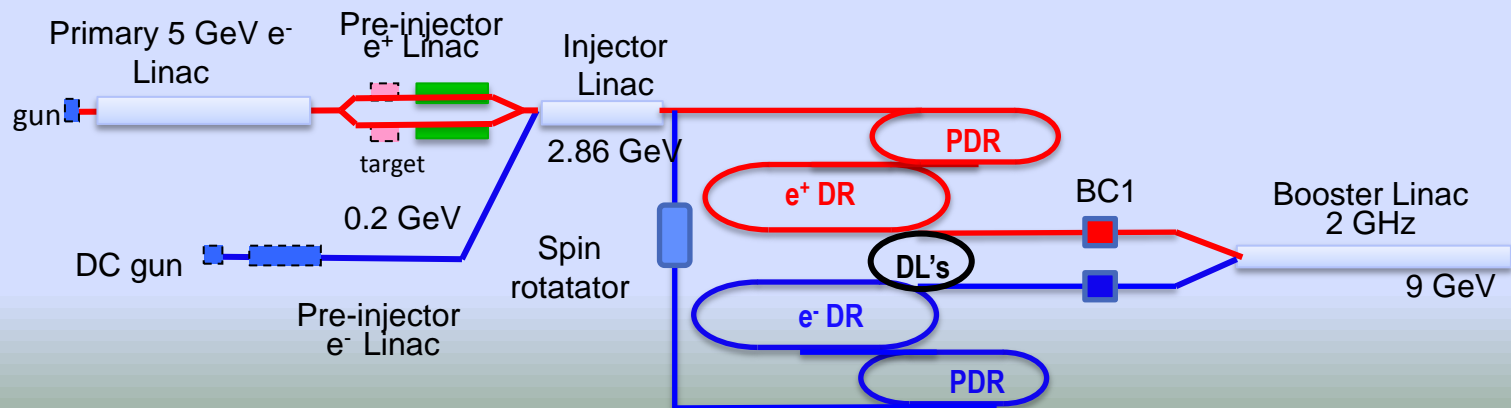 Primary 5 GeV e-
Linac
Pre-injector
e+ Linac
Injector
Linac
gun
target
2.86 GeV
PDR
e+ DR
0.2 GeV
DC gun
Pre-injector
e- Linac
Spin
rotatator
DL's
BC1
Booster Linac
2 GHz
9 GeV
e- DR
PDR